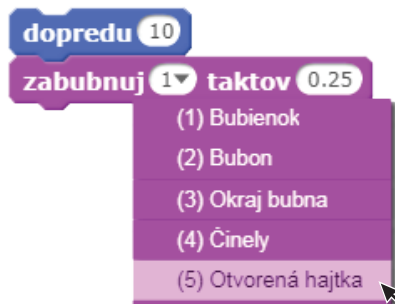 dopredu 10
zabubnuj 1 taktov 0.25
(1) Bubienok
(2) Bubon
(3) Okraj bubna
(4) Činely
(5) Otvorená hajtka